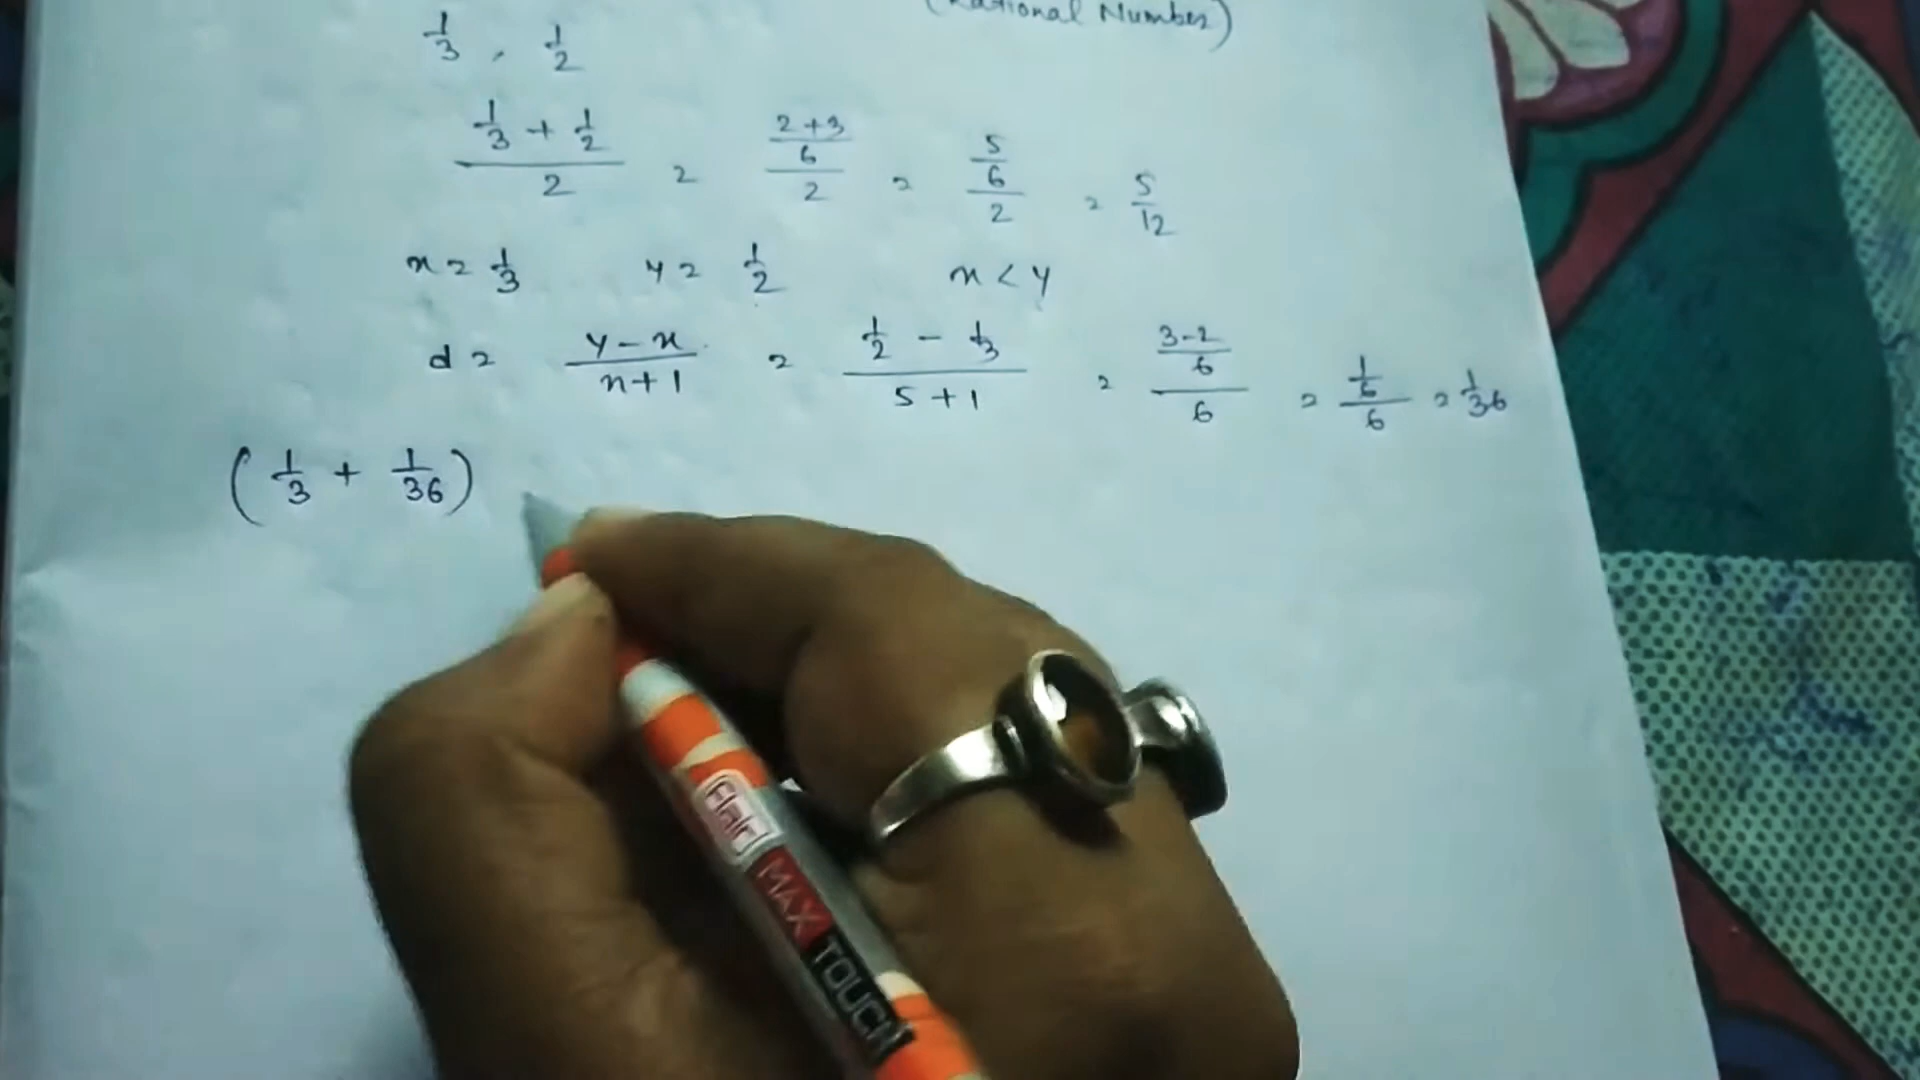 (Rational Number)
1/3 , 1/2
(1/3 + 1/2)/2 = ((2+3)/6)/2 = (5/6)/2 = 5/12
x = 1/3 y = 1/2 x < y
d = (y - x)/(n + 1) = (1/2 - 1/3)/(5 + 1) = ((3-2)/6)/6 = (1/6)/6 = 1/36
(1/3 + 1/36)
Flair
MAX TOUCH